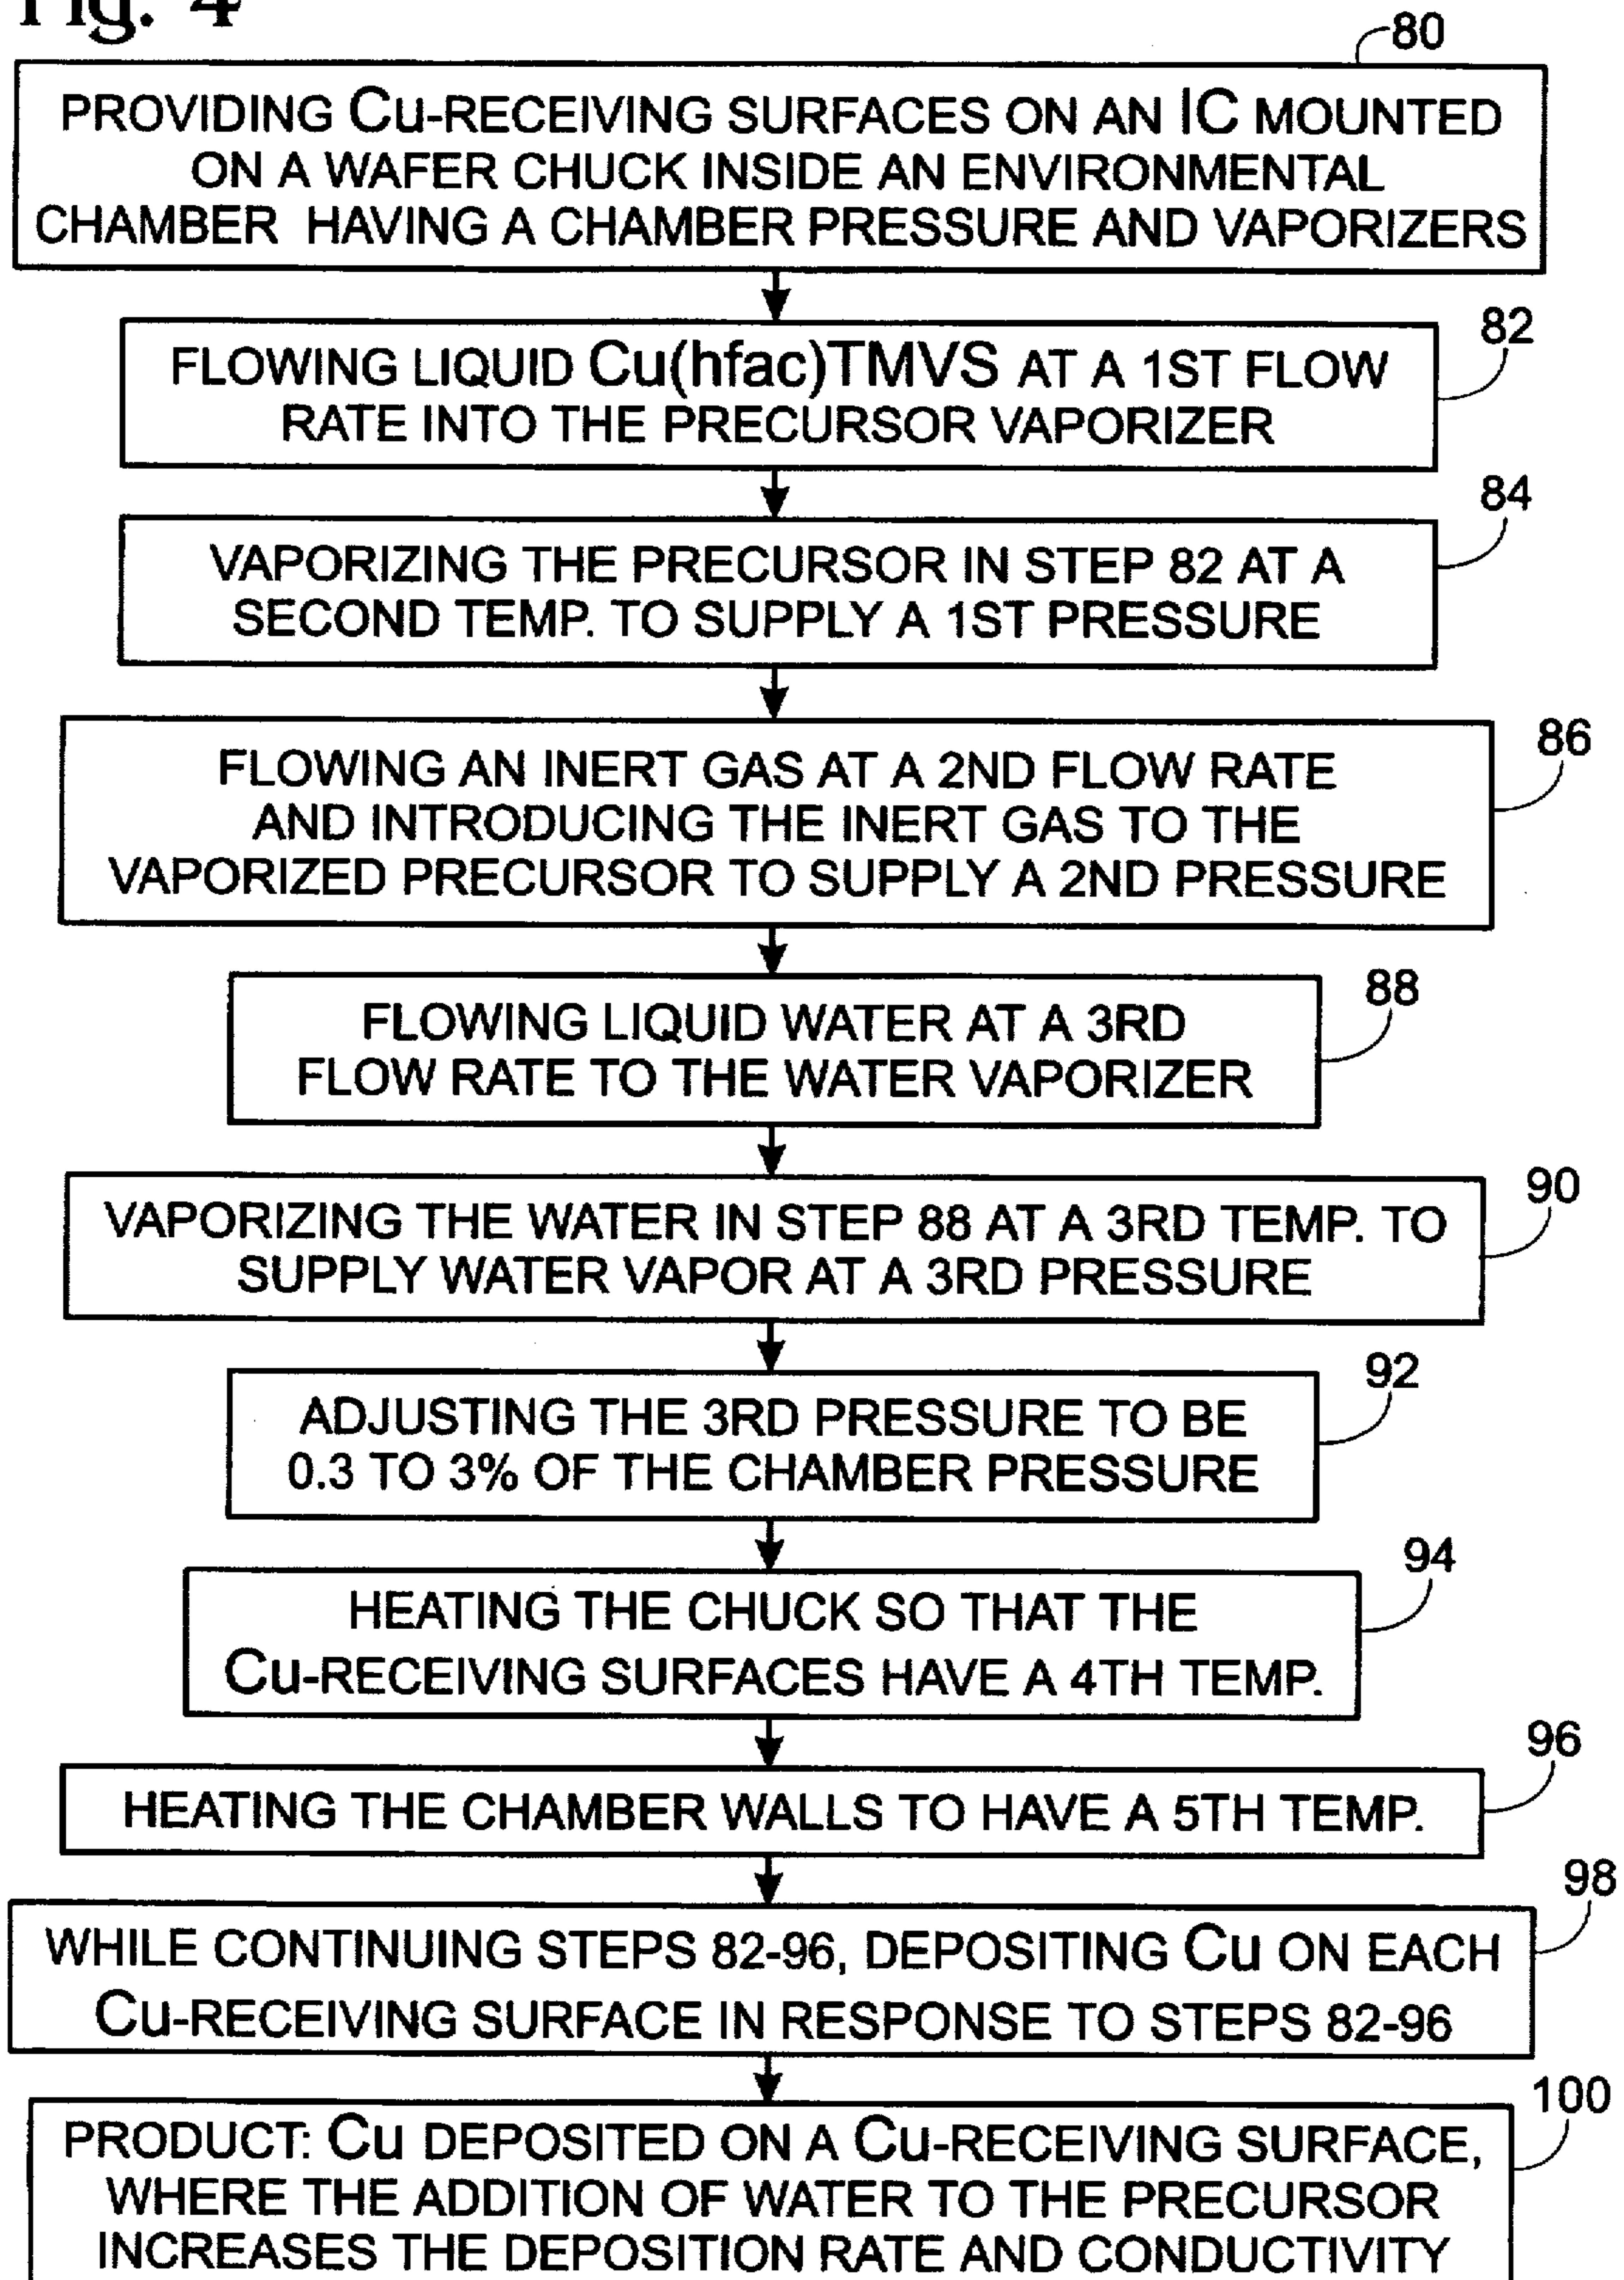 Fig. 4
80
PROVIDING Cu-RECEIVING SURFACES ON AN IC MOUNTED
ON A WAFER CHUCK INSIDE AN ENVIRONMENTAL
CHAMBER HAVING A CHAMBER PRESSURE AND VAPORIZERS
82
FLOWING LIQUID Cu(hfac)TMVS AT A 1ST FLOW
RATE INTO THE PRECURSOR VAPORIZER
84
VAPORIZING THE PRECURSOR IN STEP 82 AT A
SECOND TEMP. TO SUPPLY A 1ST PRESSURE
86
FLOWING AN INERT GAS AT A 2ND FLOW RATE
AND INTRODUCING THE INERT GAS TO THE
VAPORIZED PRECURSOR TO SUPPLY A 2ND PRESSURE
88
FLOWING LIQUID WATER AT A 3RD
FLOW RATE TO THE WATER VAPORIZER
90
VAPORIZING THE WATER IN STEP 88 AT A 3RD TEMP. TO
SUPPLY WATER VAPOR AT A 3RD PRESSURE
92
ADJUSTING THE 3RD PRESSURE TO BE
0.3 TO 3% OF THE CHAMBER PRESSURE
94
HEATING THE CHUCK SO THAT THE
Cu-RECEIVING SURFACES HAVE A 4TH TEMP.
96
HEATING THE CHAMBER WALLS TO HAVE A 5TH TEMP.
98
WHILE CONTINUING STEPS 82-96, DEPOSITING Cu ON EACH
Cu-RECEIVING SURFACE IN RESPONSE TO STEPS 82-96
100
PRODUCT: Cu DEPOSITED ON A Cu-RECEIVING SURFACE,
WHERE THE ADDITION OF WATER TO THE PRECURSOR
INCREASES THE DEPOSITION RATE AND CONDUCTIVITY